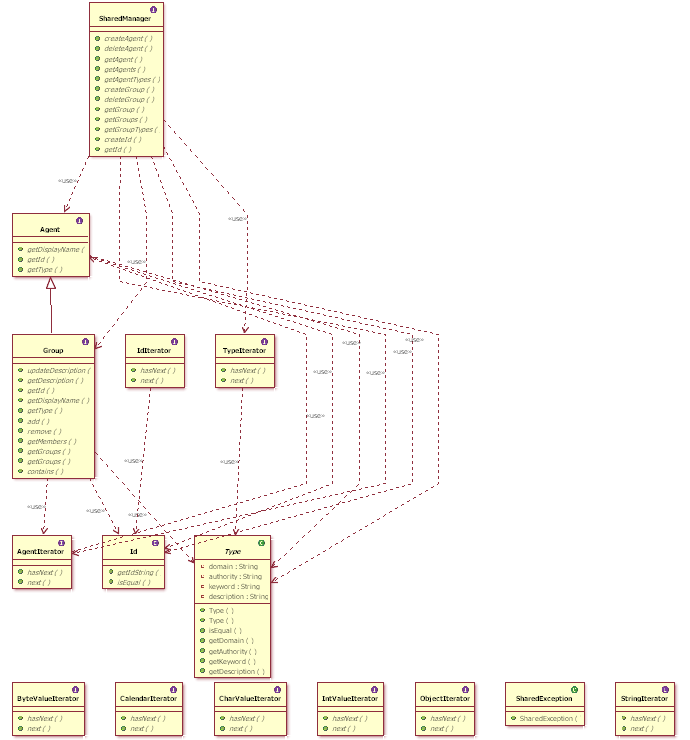 SharedManager
createAgent ( )
deleteAgent ( )
getAgent ( )
getAgents ( )
getAgentTypes ( )
createGroup ( )
deleteGroup ( )
getGroup ( )
getGroups ( )
getGroupTypes (
createId ( )
getId ( )
«use»
«use»
«use»
Agent
getDisplayName (
getId ( )
getType ( )
Group
updateDescription (
getDescription ( )
getId ( )
getDisplayName ( )
getType ( )
add ( )
remove ( )
getMembers ( )
getGroups ( )
getGroups ( )
contains ( )
IdIterator
hasNext ( )
next ( )
TypeIterator
hasNext ( )
next ( )
«use»
«use»
«use»
«use»
«use»
«use»
«use»
«use»
«use»
«use»
AgentIterator
hasNext ( )
next ( )
Id
getIdString (
isEqual ( )
Type
domain : String
authority : String
keyword : String
description : String
Type ( )
Type ( )
isEqual ( )
getDomain ( )
getAuthority ( )
getKeyword ( )
getDescription ( )
ByteValueIterator
hasNext ( )
next ( )
CalendarIterator
hasNext ( )
next ( )
CharValueIterator
hasNext ( )
next ( )
IntValueIterator
hasNext ( )
next ( )
ObjectIterator
hasNext ( )
next ( )
SharedException
SharedException (
StringIterator
hasNext ( )
next ( )